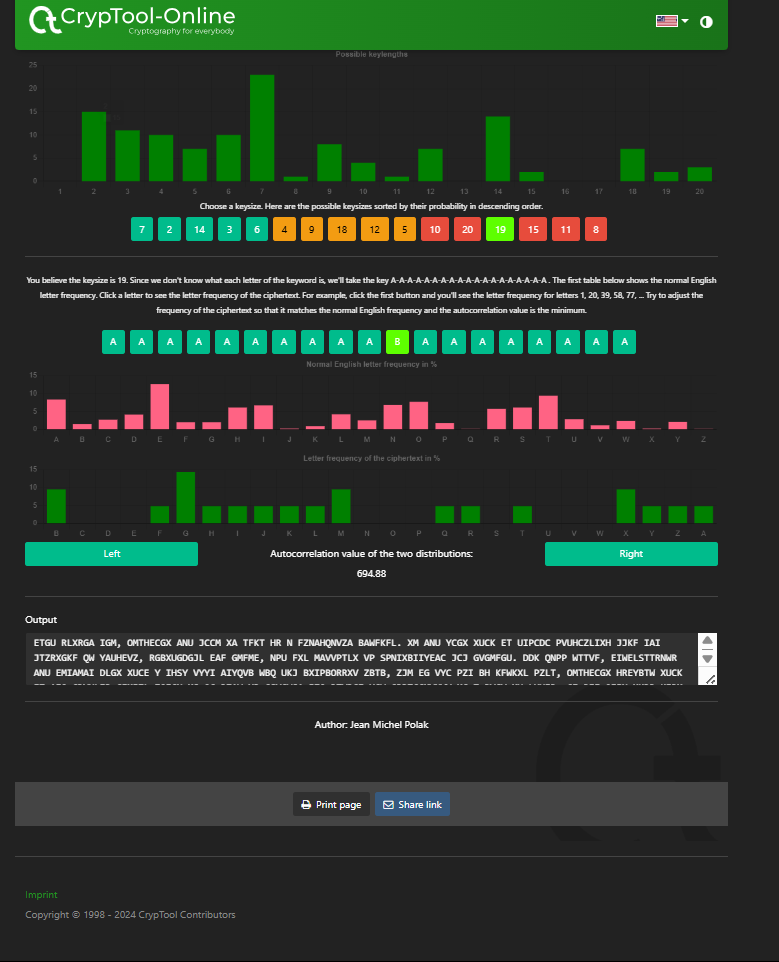 CrypTool-Online
Cryptography for everybody
Possible keylengths
25
20
15
10
5
0
1 2 3 4 5 6 7 8 9 10 11 12 13 14 15 16 17 18 19 20
Choose a keysize. Here are the possible keysizes sorted by their probability in descending order.
7 2 14 3 6 4 9 18 12 5 10 20 19 15 11 8
You believe the keysize is 19. Since we don't know what each letter of the keyword is, we'll take the key A-A-A-A-A-A-A-A-A-A-A-A-A-A-A-A-A-A-A . The first table below shows the normal English
letter frequency. Click a letter to see the letter frequency of the ciphertext. For example, click the first button and you'll see the letter frequency for letters 1, 20, 39, 58, 77, ... Try to adjust the
frequency of the ciphertext so that it matches the normal English frequency and the autocorrelation value is the minimum.
A A A A A A A A A A B A A A A A A A A
Normal English letter frequency in %
15
10
5
0
A B C D E F G H I J K L M N O P Q R S T U V W X Y Z
Letter frequency of the ciphertext in %
15
10
5
0
B C D E F G H I J K L M N O P Q R S T U V W X Y Z A
Left
Autocorrelation value of the two distributions:
Right
694.88
Output
ETGU RLXRGA IGM, OMTHECGX ANU JCCM XA TFKT HR N FZNAHQNVZA BAWFKFL. XM ANU YCGX XUCK ET UIPCDC PVUHCZLIXH JJKF IAI
JTZRXGKF QW YAUHEVZ, RGBXUGDGJL EAF GMFME, NPU FXL MAVVPTLX VP SPNIXBIIYEAC JCJ GVGMFGU. DDK QNPP WTTVF, EIWELSTTRNWR
ANU EMIAMAI DLGX XUCE Y IHSY VYYI AIYQVB WBQ UKJ BXIPBORRXV ZBTB, ZJM EG VYC PZI BH KFWKXL PZLT, OMTHECGX HREYBTW XUCK
Author: Jean Michel Polak
Print page
Share link
Imprint
Copyright © 1998 - 2024 CrypTool Contributors